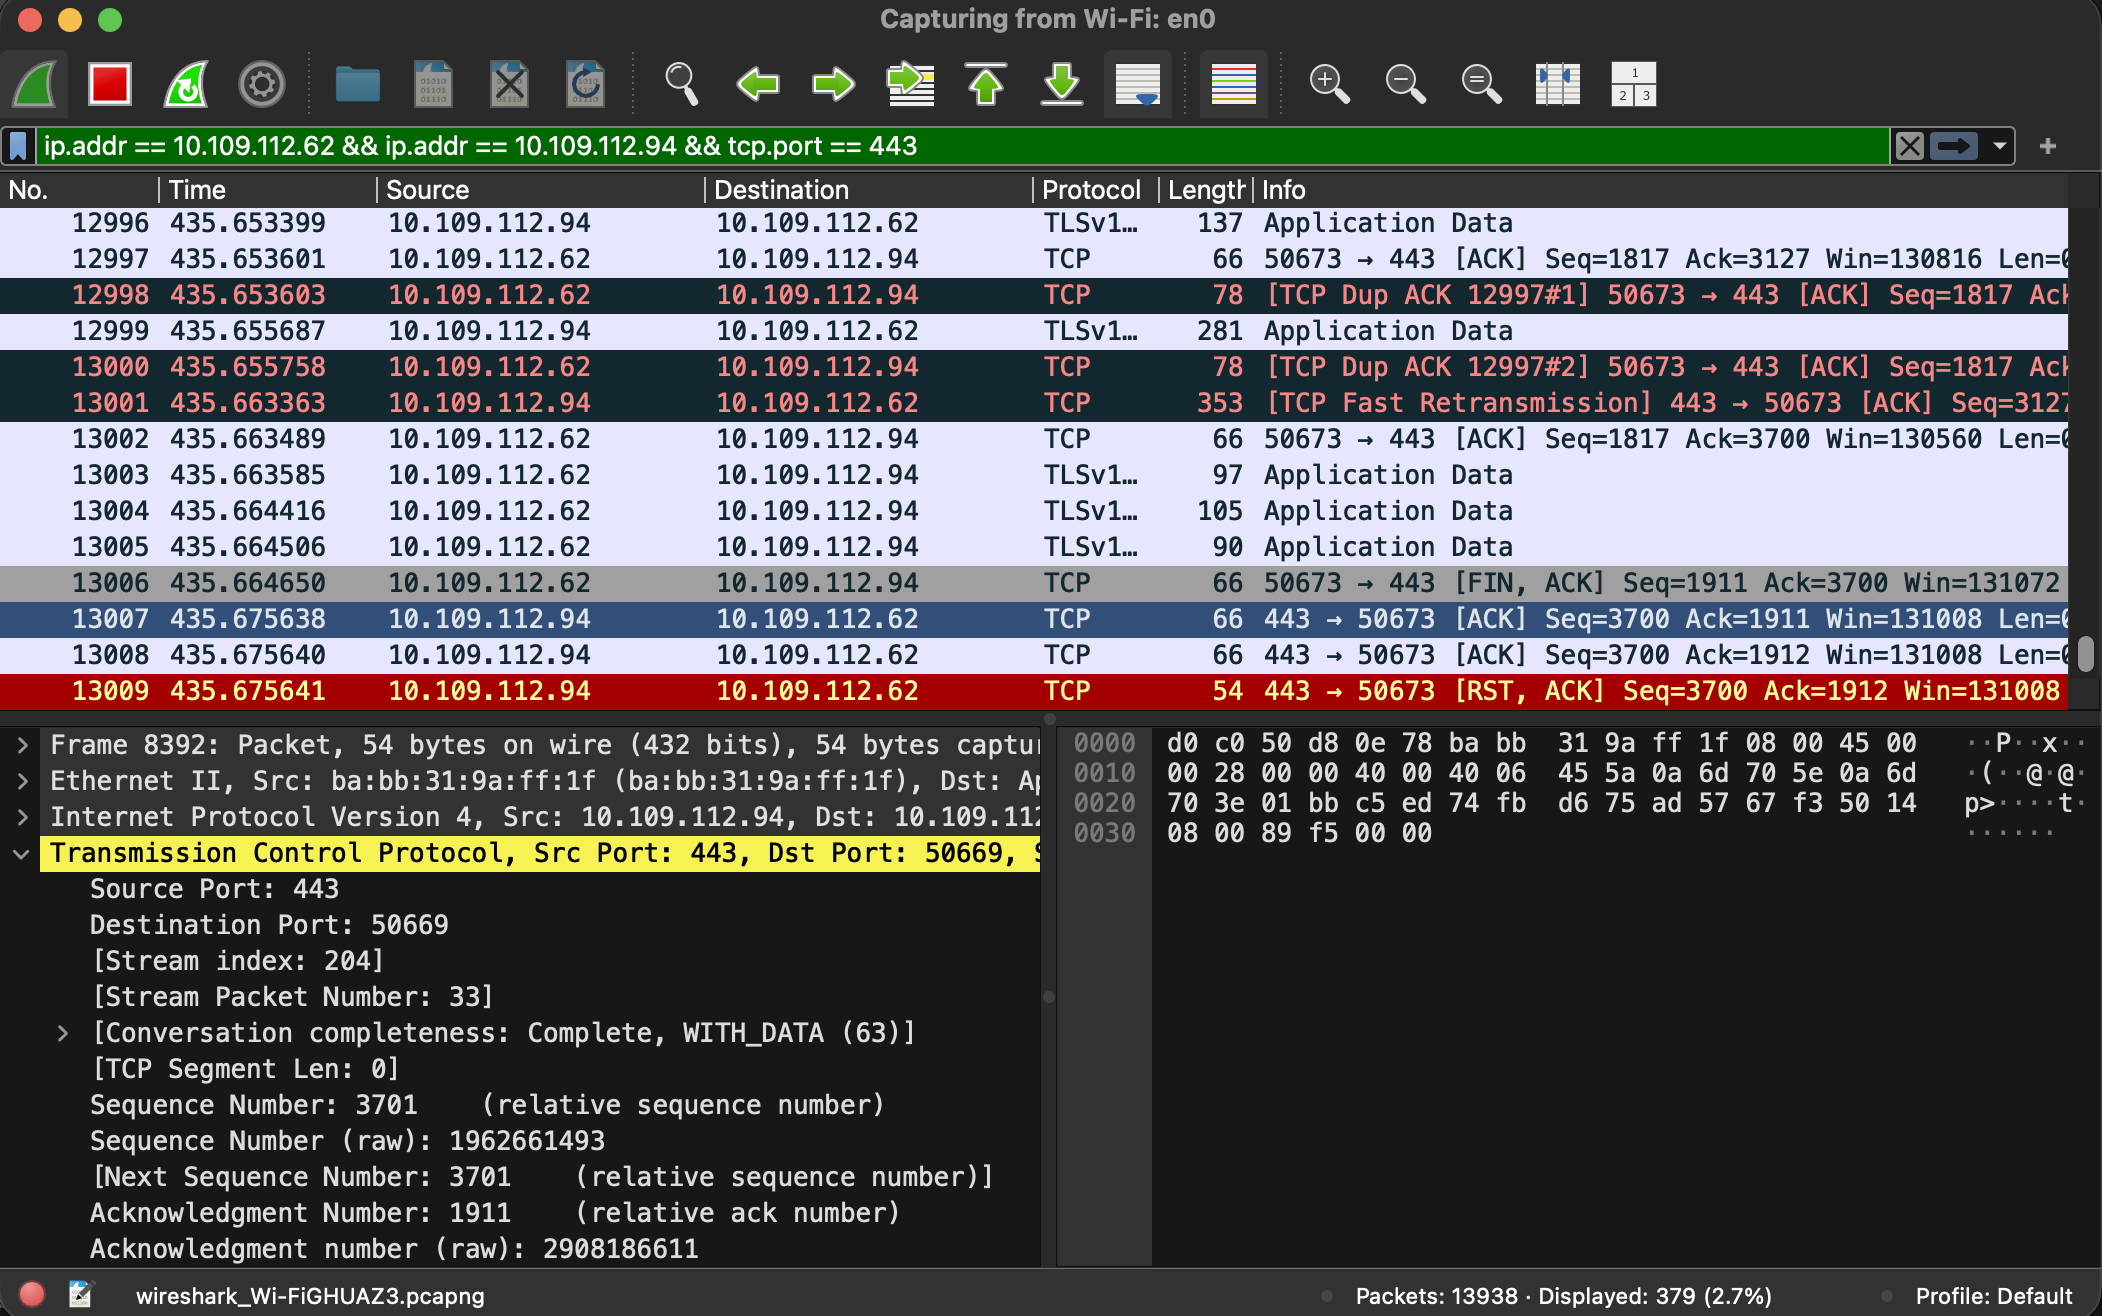 Capturing from Wi-Fi: en0
ip.addr == 10.109.112.62 && ip.addr == 10.109.112.94 && tcp.port == 443
No. Time Source Destination Protocol Length Info
12996 435.653399 10.109.112.94 10.109.112.62 TLSv1… 137 Application Data
12997 435.653601 10.109.112.62 10.109.112.94 TCP 66 50673 → 443 [ACK] Seq=1817 Ack=3127 Win=130816 Len=0
12998 435.653603 10.109.112.62 10.109.112.94 TCP 78 [TCP Dup ACK 12997#1] 50673 → 443 [ACK] Seq=1817 Ack
12999 435.655687 10.109.112.94 10.109.112.62 TLSv1… 281 Application Data
13000 435.655758 10.109.112.62 10.109.112.94 TCP 78 [TCP Dup ACK 12997#2] 50673 → 443 [ACK] Seq=1817 Ack
13001 435.663363 10.109.112.94 10.109.112.62 TCP 353 [TCP Fast Retransmission] 443 → 50673 [ACK] Seq=3127
13002 435.663489 10.109.112.62 10.109.112.94 TCP 66 50673 → 443 [ACK] Seq=1817 Ack=3700 Win=130560 Len=0
13003 435.663585 10.109.112.62 10.109.112.94 TLSv1… 97 Application Data
13004 435.664416 10.109.112.62 10.109.112.94 TLSv1… 105 Application Data
13005 435.664506 10.109.112.62 10.109.112.94 TLSv1… 90 Application Data
13006 435.664650 10.109.112.62 10.109.112.94 TCP 66 50673 → 443 [FIN, ACK] Seq=1911 Ack=3700 Win=131072
13007 435.675638 10.109.112.94 10.109.112.62 TCP 66 443 → 50673 [ACK] Seq=3700 Ack=1911 Win=131008 Len=0
13008 435.675640 10.109.112.94 10.109.112.62 TCP 66 443 → 50673 [ACK] Seq=3700 Ack=1912 Win=131008 Len=0
13009 435.675641 10.109.112.94 10.109.112.62 TCP 54 443 → 50673 [RST, ACK] Seq=3700 Ack=1912 Win=131008
Frame 8392: Packet, 54 bytes on wire (432 bits), 54 bytes captur
Ethernet II, Src: ba:bb:31:9a:ff:1f (ba:bb:31:9a:ff:1f), Dst: Ap
Internet Protocol Version 4, Src: 10.109.112.94, Dst: 10.109.112
Transmission Control Protocol, Src Port: 443, Dst Port: 50669, S
Source Port: 443
Destination Port: 50669
[Stream index: 204]
[Stream Packet Number: 33]
[Conversation completeness: Complete, WITH_DATA (63)]
[TCP Segment Len: 0]
Sequence Number: 3701 (relative sequence number)
Sequence Number (raw): 1962661493
[Next Sequence Number: 3701 (relative sequence number)]
Acknowledgment Number: 1911 (relative ack number)
Acknowledgment number (raw): 2908186611
0000 d0 c0 50 d8 0e 78 ba bb 31 9a ff 1f 08 00 45 00 ··P··x··
0010 00 28 00 00 40 00 40 06 45 5a 0a 6d 70 5e 0a 6d ·(··@·@·
0020 70 3e 01 bb c5 ed 74 fb d6 75 ad 57 67 f3 50 14 p>····t·
0030 08 00 89 f5 00 00 ······
wireshark_Wi-FiGHUAZ3.pcapng
Packets: 13938 · Displayed: 379 (2.7%)
Profile: Default